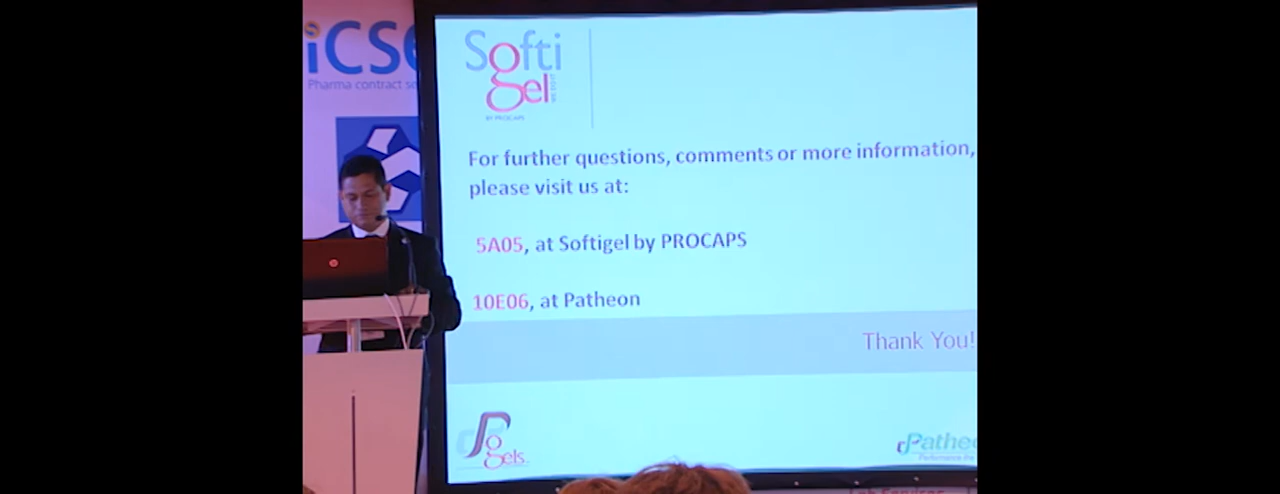 iCSe
Pharma contract se
Softi
gel
BY PROCAPS
For further questions, comments or more information,
please visit us at:
5A05, at Softigel by PROCAPS
10E06, at Patheon
Thank You!
P
gels
Patheo